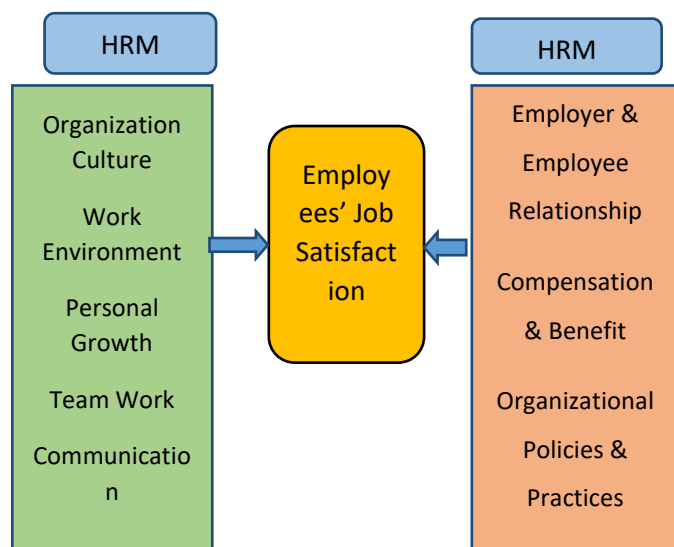 HRM
Organization
Culture
Work
Environment
Personal
Growth
Team Work
Communicatio
n
Employ
ees’ Job
Satisfact
ion
HRM
Employer &
Employee
Relationship
Compensation
& Benefit
Organizational
Policies &
Practices